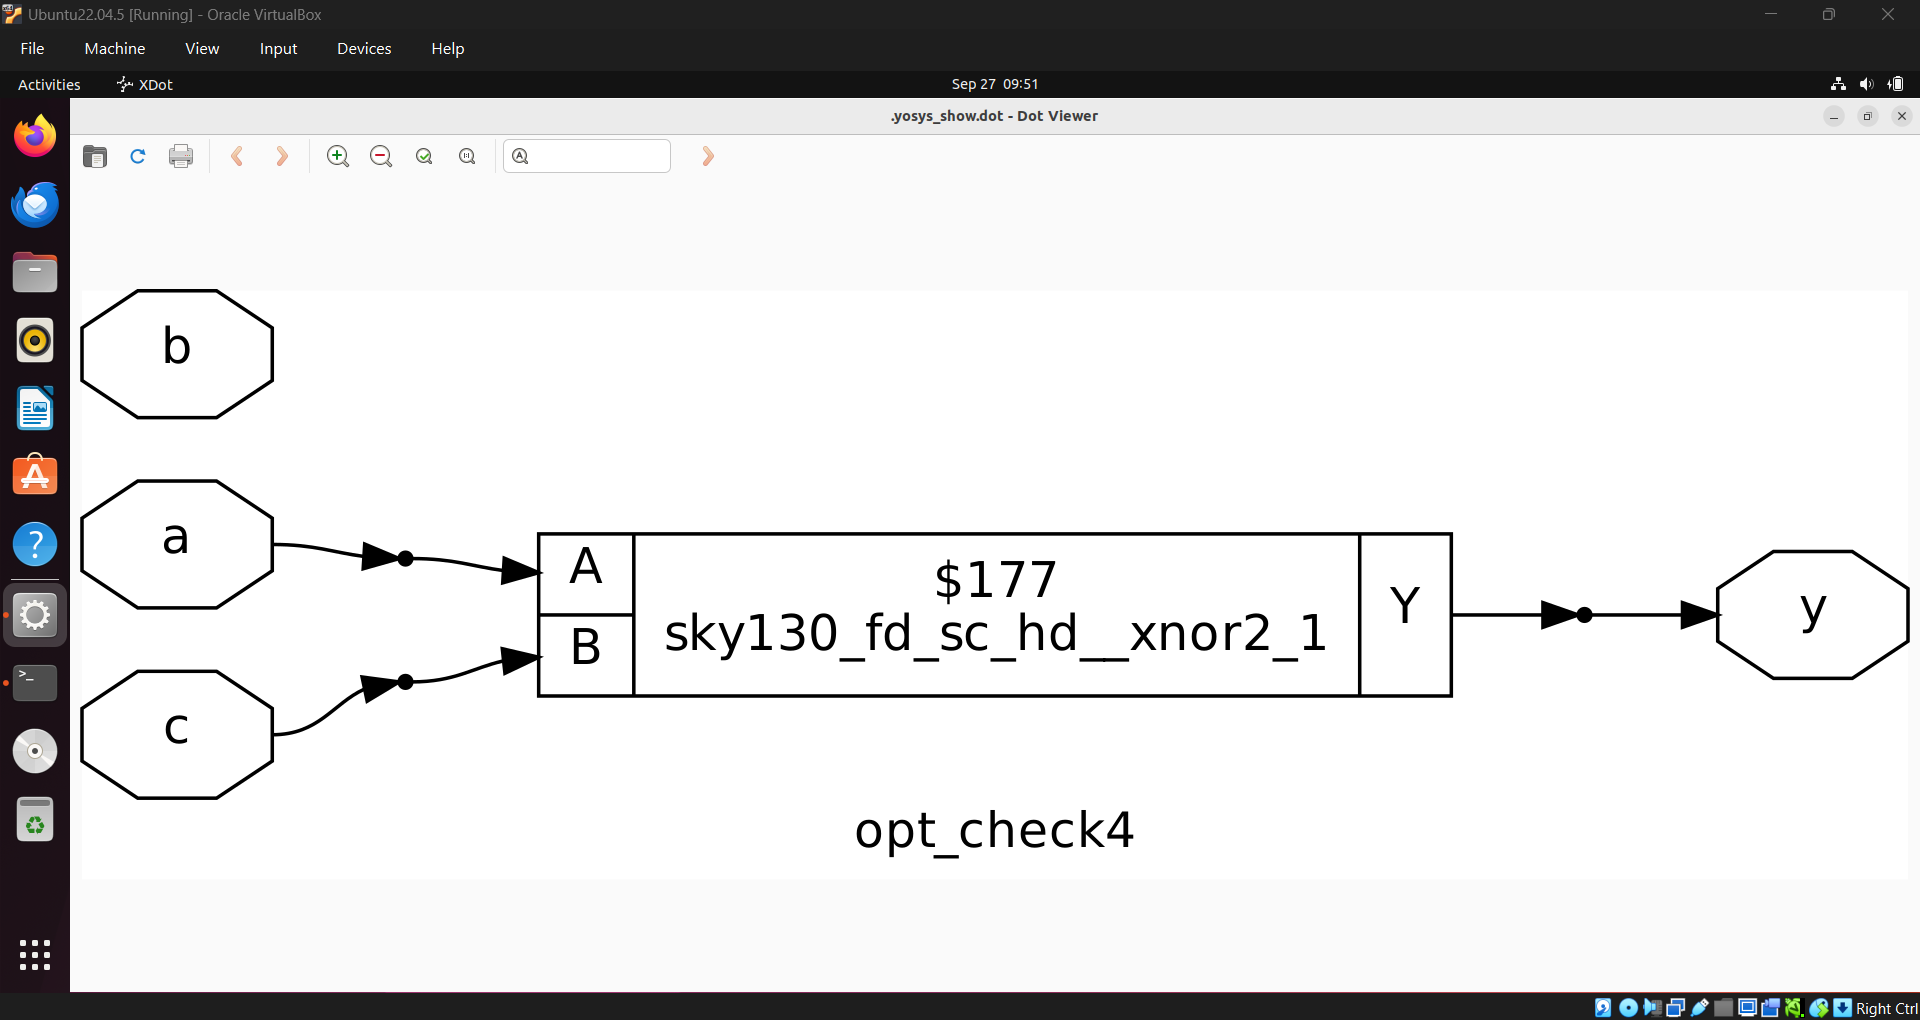 Ubuntu22.04.5 [Running] - Oracle VirtualBox
File Machine View Input Devices Help
Activities XDot Sep 27 09:51
.yosys_show.dot - Dot Viewer
b
a
c
A
B
$177
sky130_fd_sc_hd__xnor2_1
Y
y
opt_check4
Right Ctrl